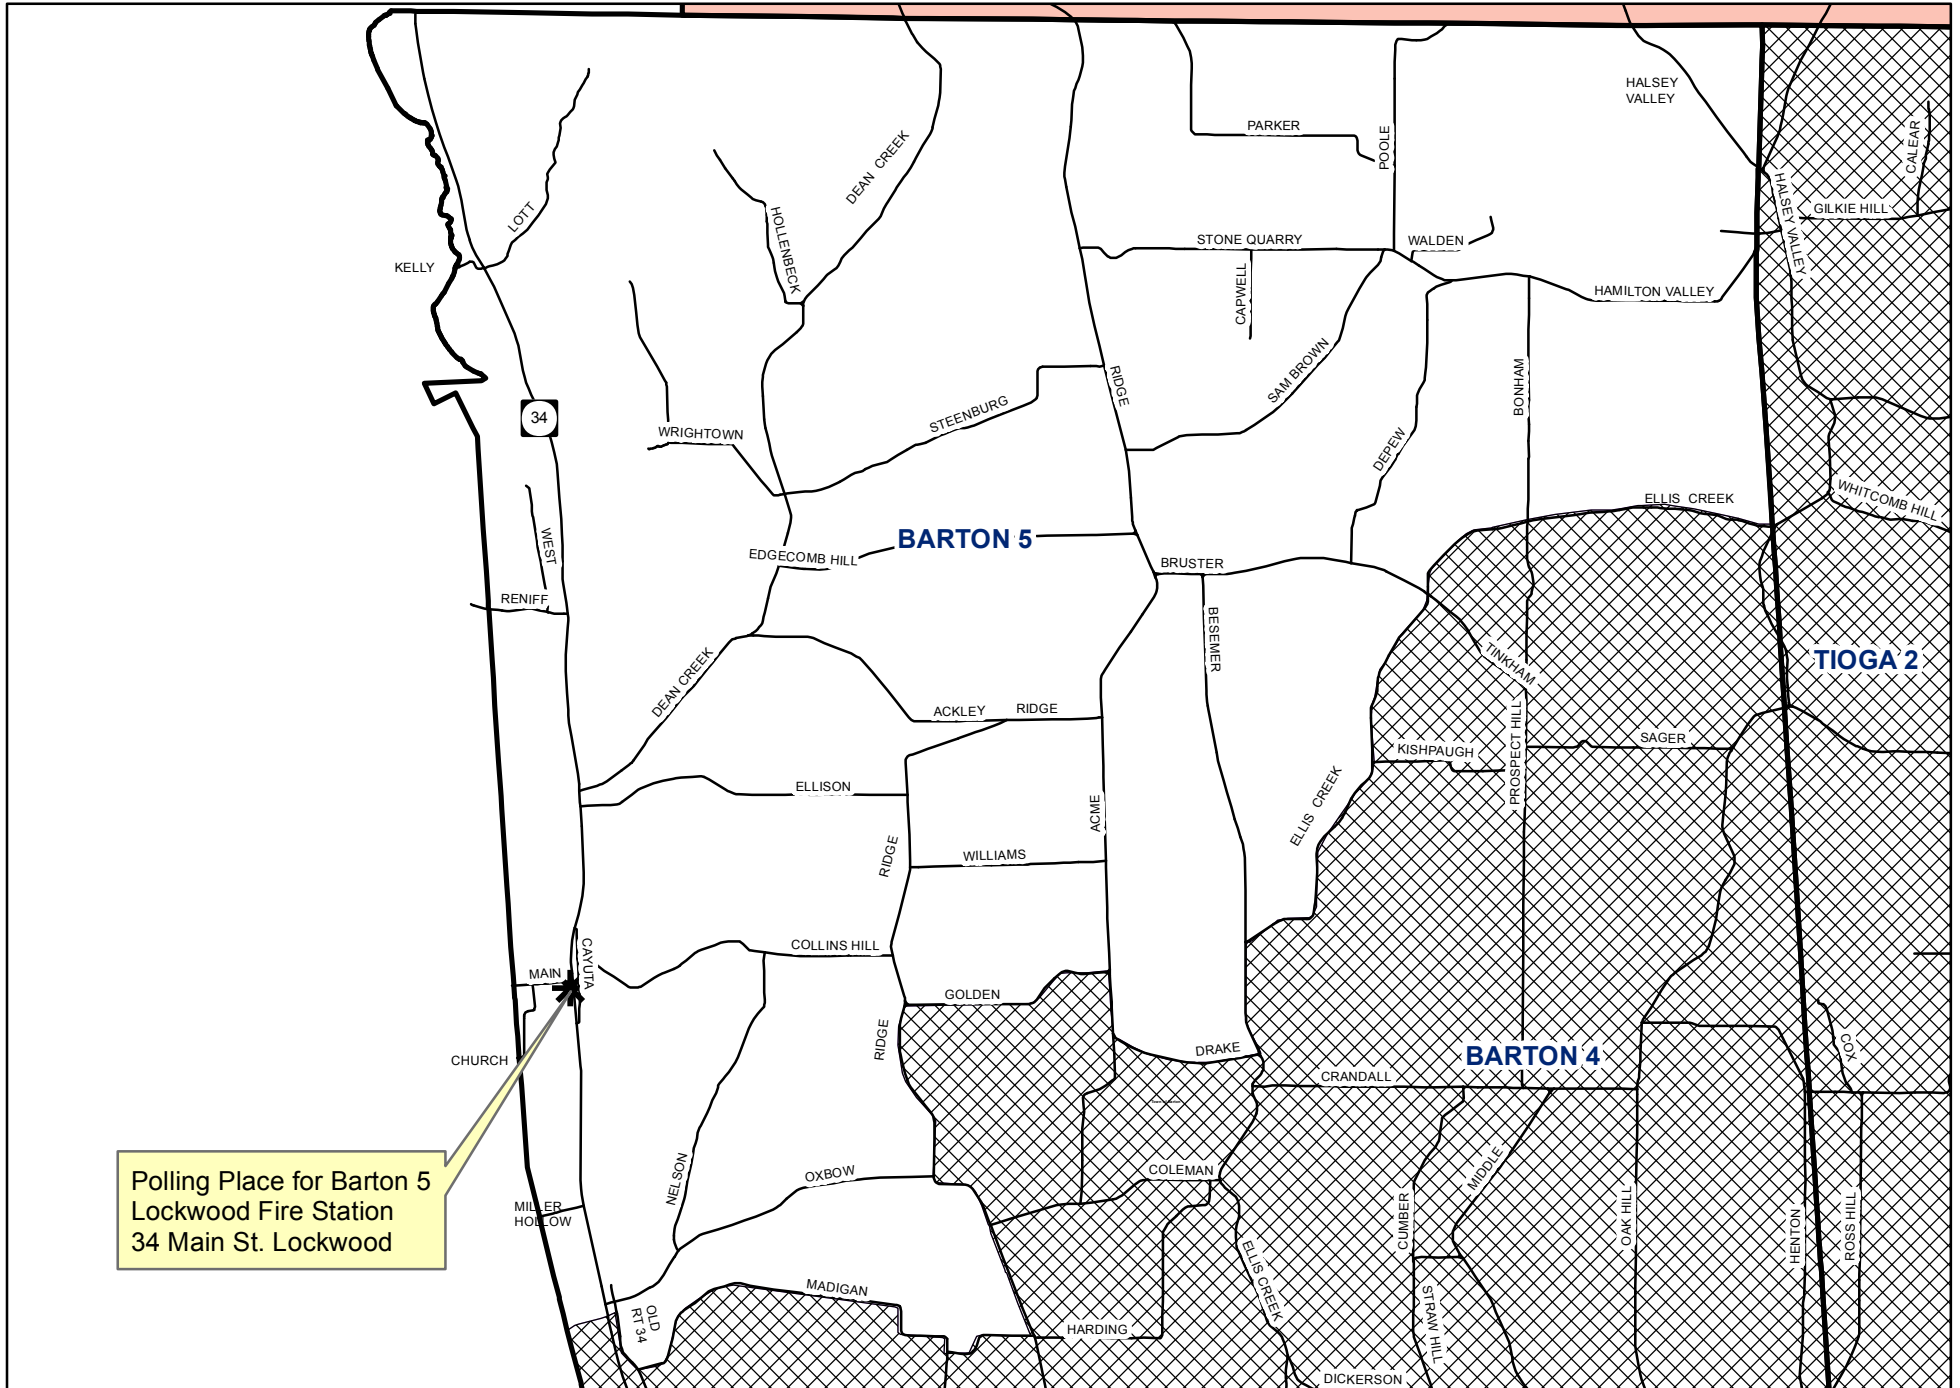 HALSEY
VALLEY
PARKER
POOLE
CALEAR
DEAN CREEK
LOTT
HOLLENBECK
HALSEY VALLEY
GILKIE HILL
KELLY
STONE QUARRY
WALDEN
CAPWELL
HAMILTON VALLEY
RIDGE
SAM BROWN
BONHAM
34
STEENBURG
WRIGHTOWN
DEPEW
ELLIS CREEK
WHITCOMB HILL
WEST
BARTON 5
EDGECOMB HILL
BRUSTER
RENIFF
BESEMER
TINKHAM
TIOGA 2
DEAN CREEK
ACKLEY
RIDGE
PROSPECT HILL
SAGER
KISHPAUGH
ELLISON
ACME
ELLIS CREEK
RIDGE
WILLIAMS
COLLINS HILL
CAYUTA
MAIN
GOLDEN
RIDGE
DRAKE
COX
CHURCH
BARTON 4
CRANDALL
Polling Place for Barton 5
Lockwood Fire Station
34 Main St. Lockwood
NELSON
OXBOW
COLEMAN
MIDDLE
MILLER
HOLLOW
CUMBER
OAK HILL
HENTON
ROSS HILL
ELLIS CREEK
MADIGAN
OLD
RT 34
HARDING
STRAW HILL
DICKERSON